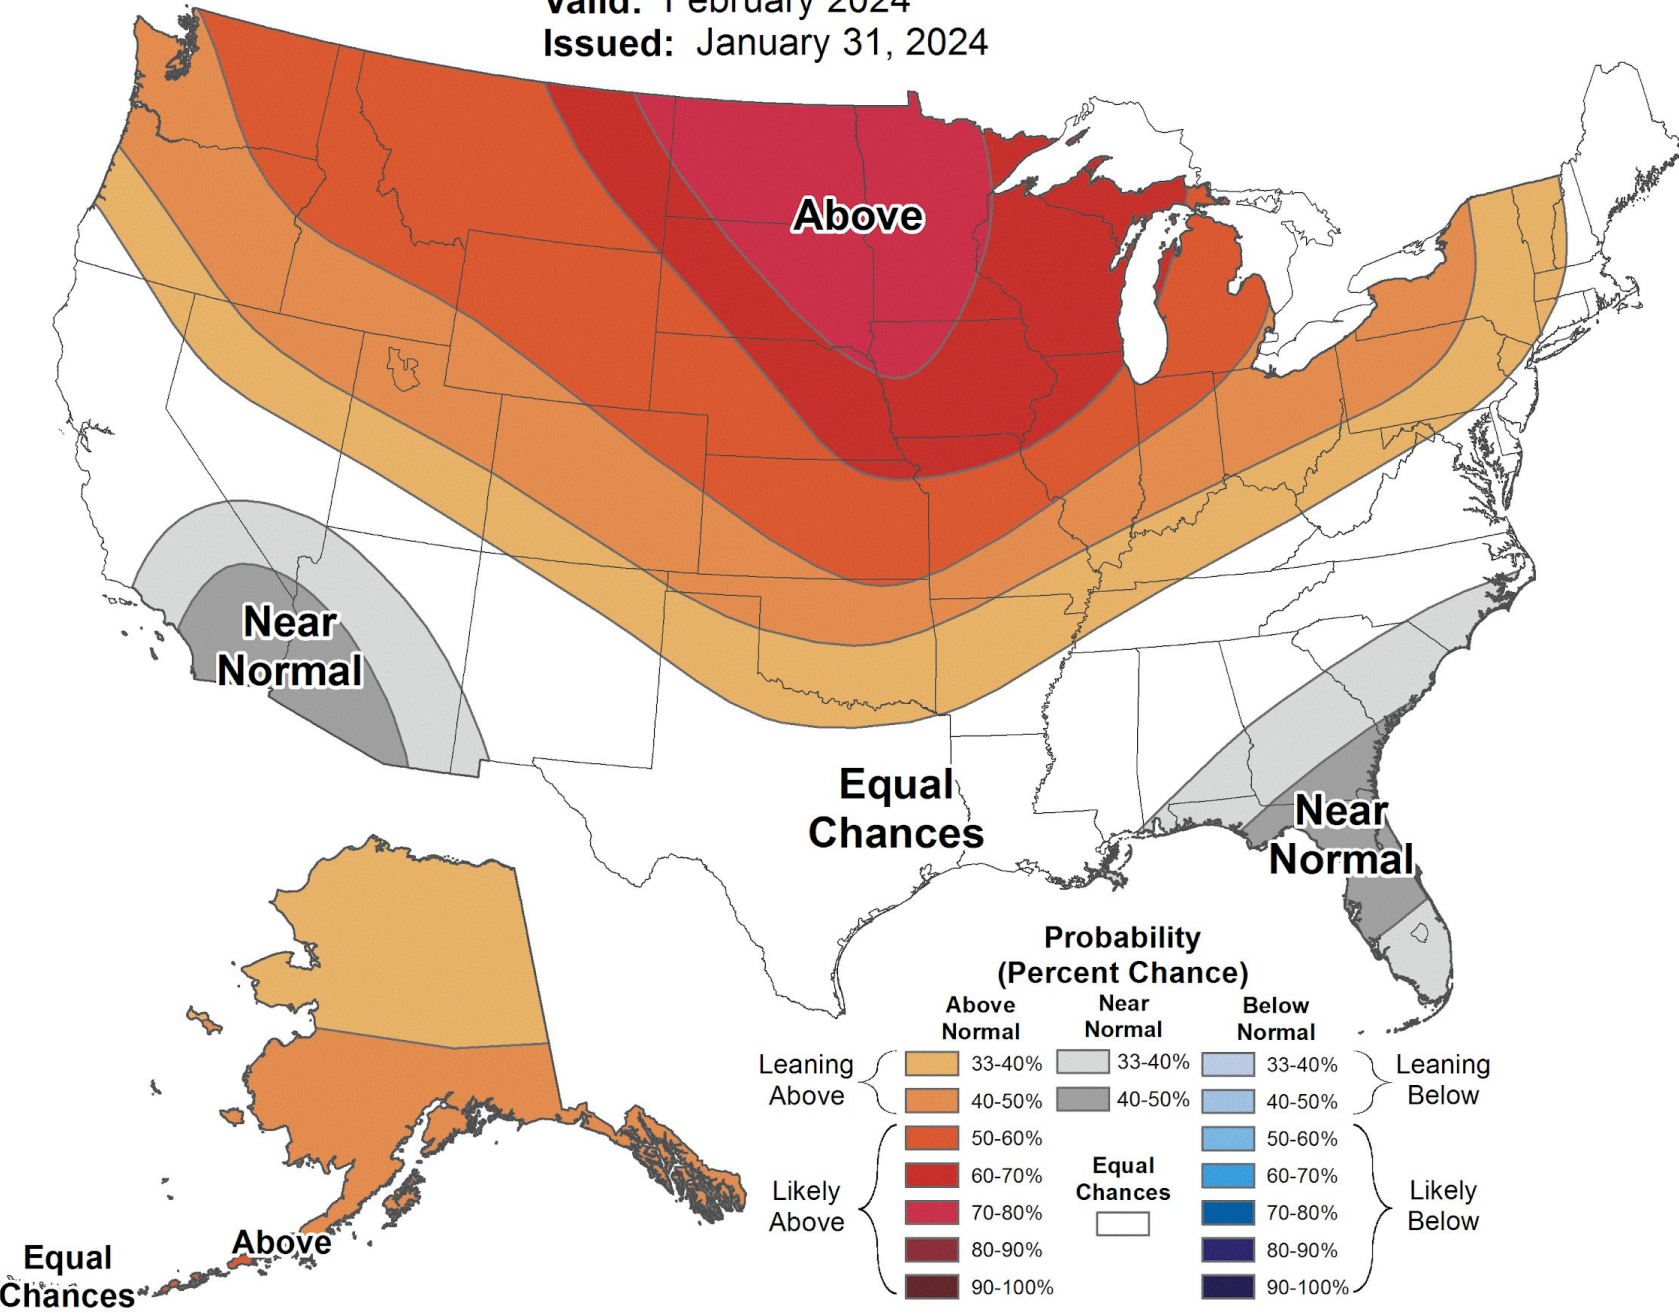 Valid: February 2024
Issued: January 31, 2024
Above
Near
Normal
Equal
Chances
Near
Normal
Above
Equal
Chances
Probability
(Percent Chance)
Above
Normal
Near
Normal
Below
Normal
Leaning
Above
33-40%
33-40%
33-40%
Leaning
Below
40-50%
40-50%
40-50%
Likely
Above
50-60%
50-60%
60-70%
60-70%
70-80%
70-80%
80-90%
80-90%
90-100%
90-100%
Equal
Chances
Likely
Below